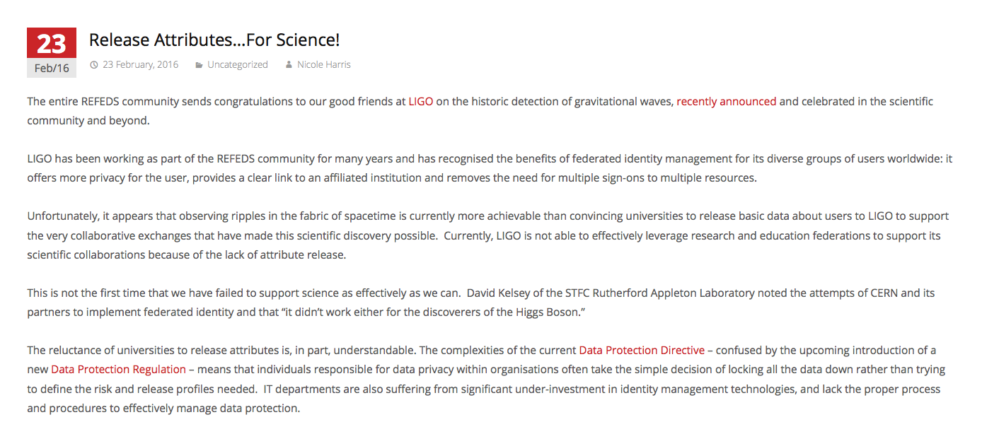 23
Feb/16
Release Attributes...For Science!
23 February, 2016 Uncategorized Nicole Harris
The entire REFEDS community sends congratulations to our good friends at LIGO on the historic detection of gravitational waves, recently announced and celebrated in the scientific
community and beyond.
LIGO has been working as part of the REFEDS community for many years and has recognised the benefits of federated identity management for its diverse groups of users worldwide: it
offers more privacy for the user, provides a clear link to an affiliated institution and removes the need for multiple sign-ons to multiple resources.
Unfortunately, it appears that observing ripples in the fabric of spacetime is currently more achievable than convincing universities to release basic data about users to LIGO to support
the very collaborative exchanges that have made this scientific discovery possible.  Currently, LIGO is not able to effectively leverage research and education federations to support its
scientific collaborations because of the lack of attribute release.
This is not the first time that we have failed to support science as effectively as we can.  David Kelsey of the STFC Rutherford Appleton Laboratory noted the attempts of CERN and its
partners to implement federated identity and that “it didn’t work either for the discoverers of the Higgs Boson.”
The reluctance of universities to release attributes is, in part, understandable. The complexities of the current Data Protection Directive – confused by the upcoming introduction of a
new Data Protection Regulation – means that individuals responsible for data privacy within organisations often take the simple decision of locking all the data down rather than trying
to define the risk and release profiles needed.  IT departments are also suffering from significant under-investment in identity management technologies, and lack the proper process
and procedures to effectively manage data protection.